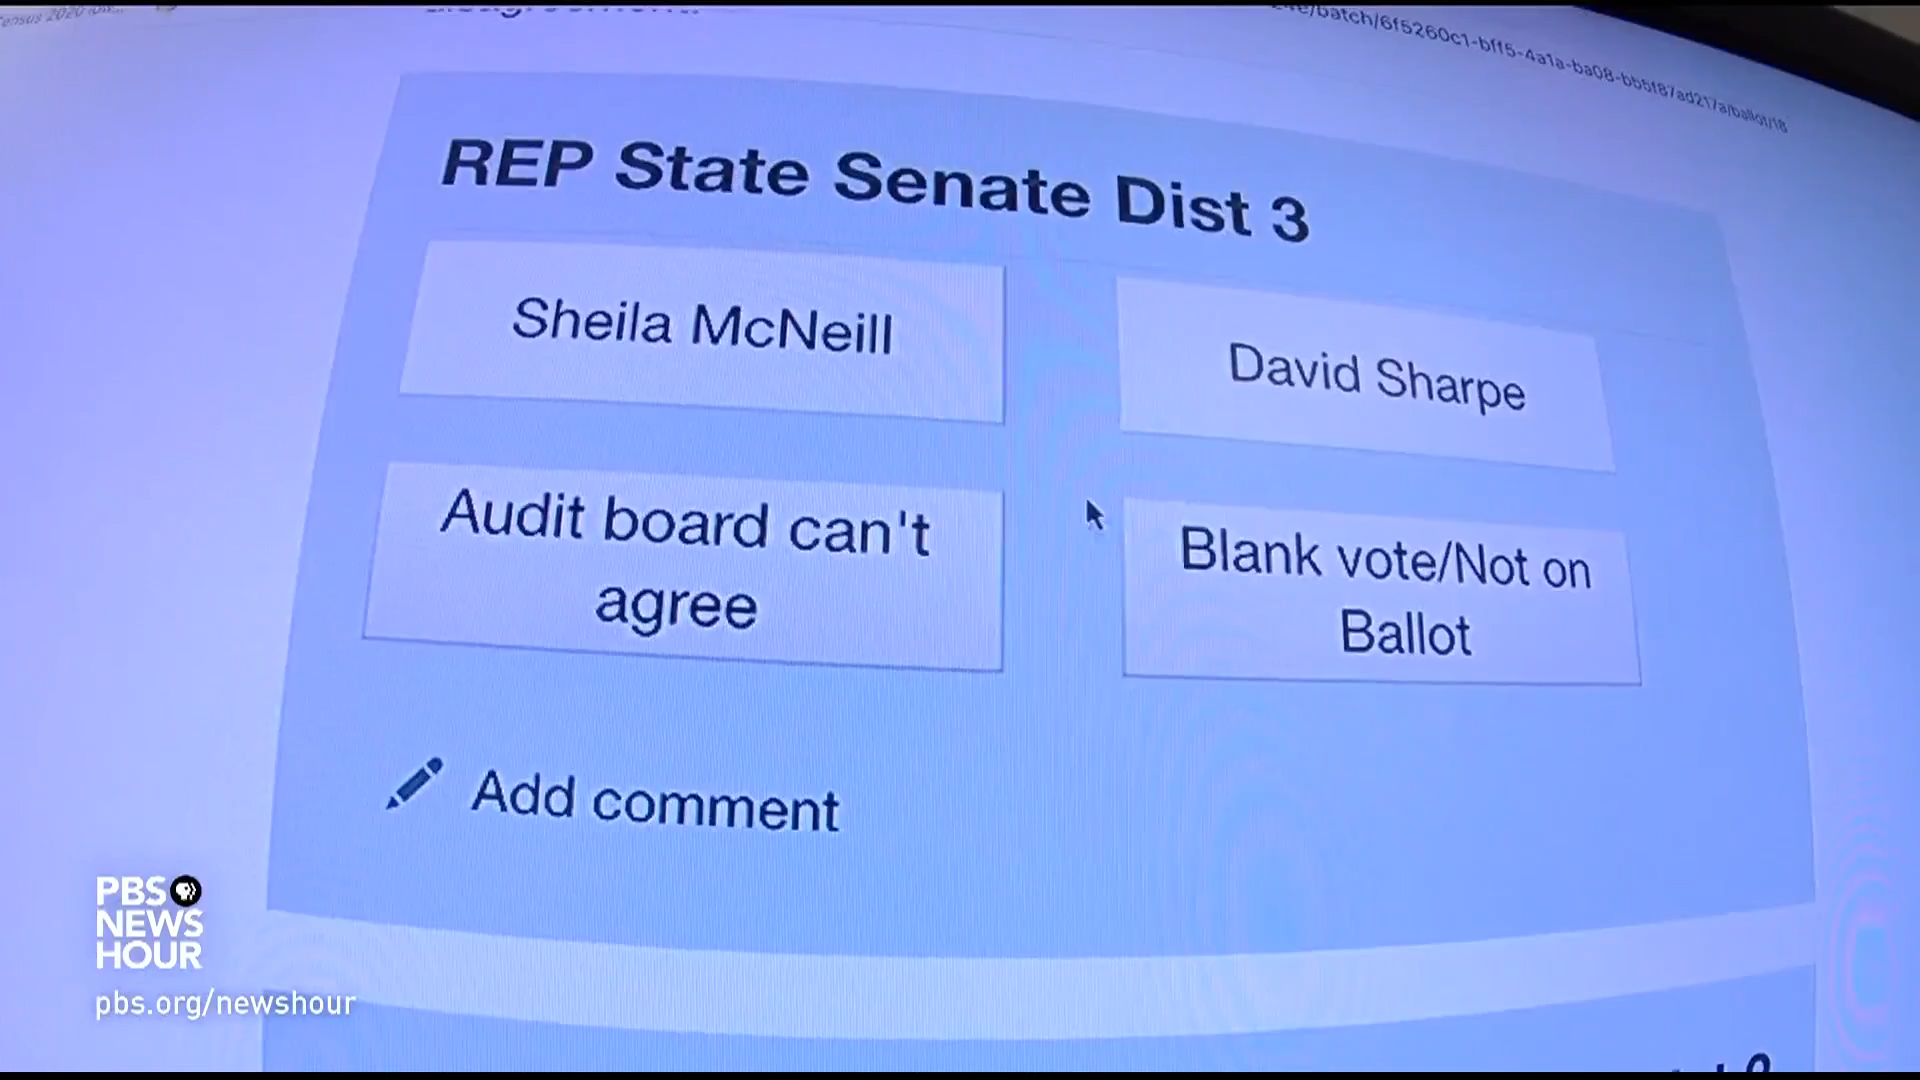 REP State Senate Dist 3
Sheila McNeill
David Sharpe
Audit board can't
agree
Blank vote/Not on
Ballot
Add comment
PBS
NEWS
HOUR
pbs.org/newshour